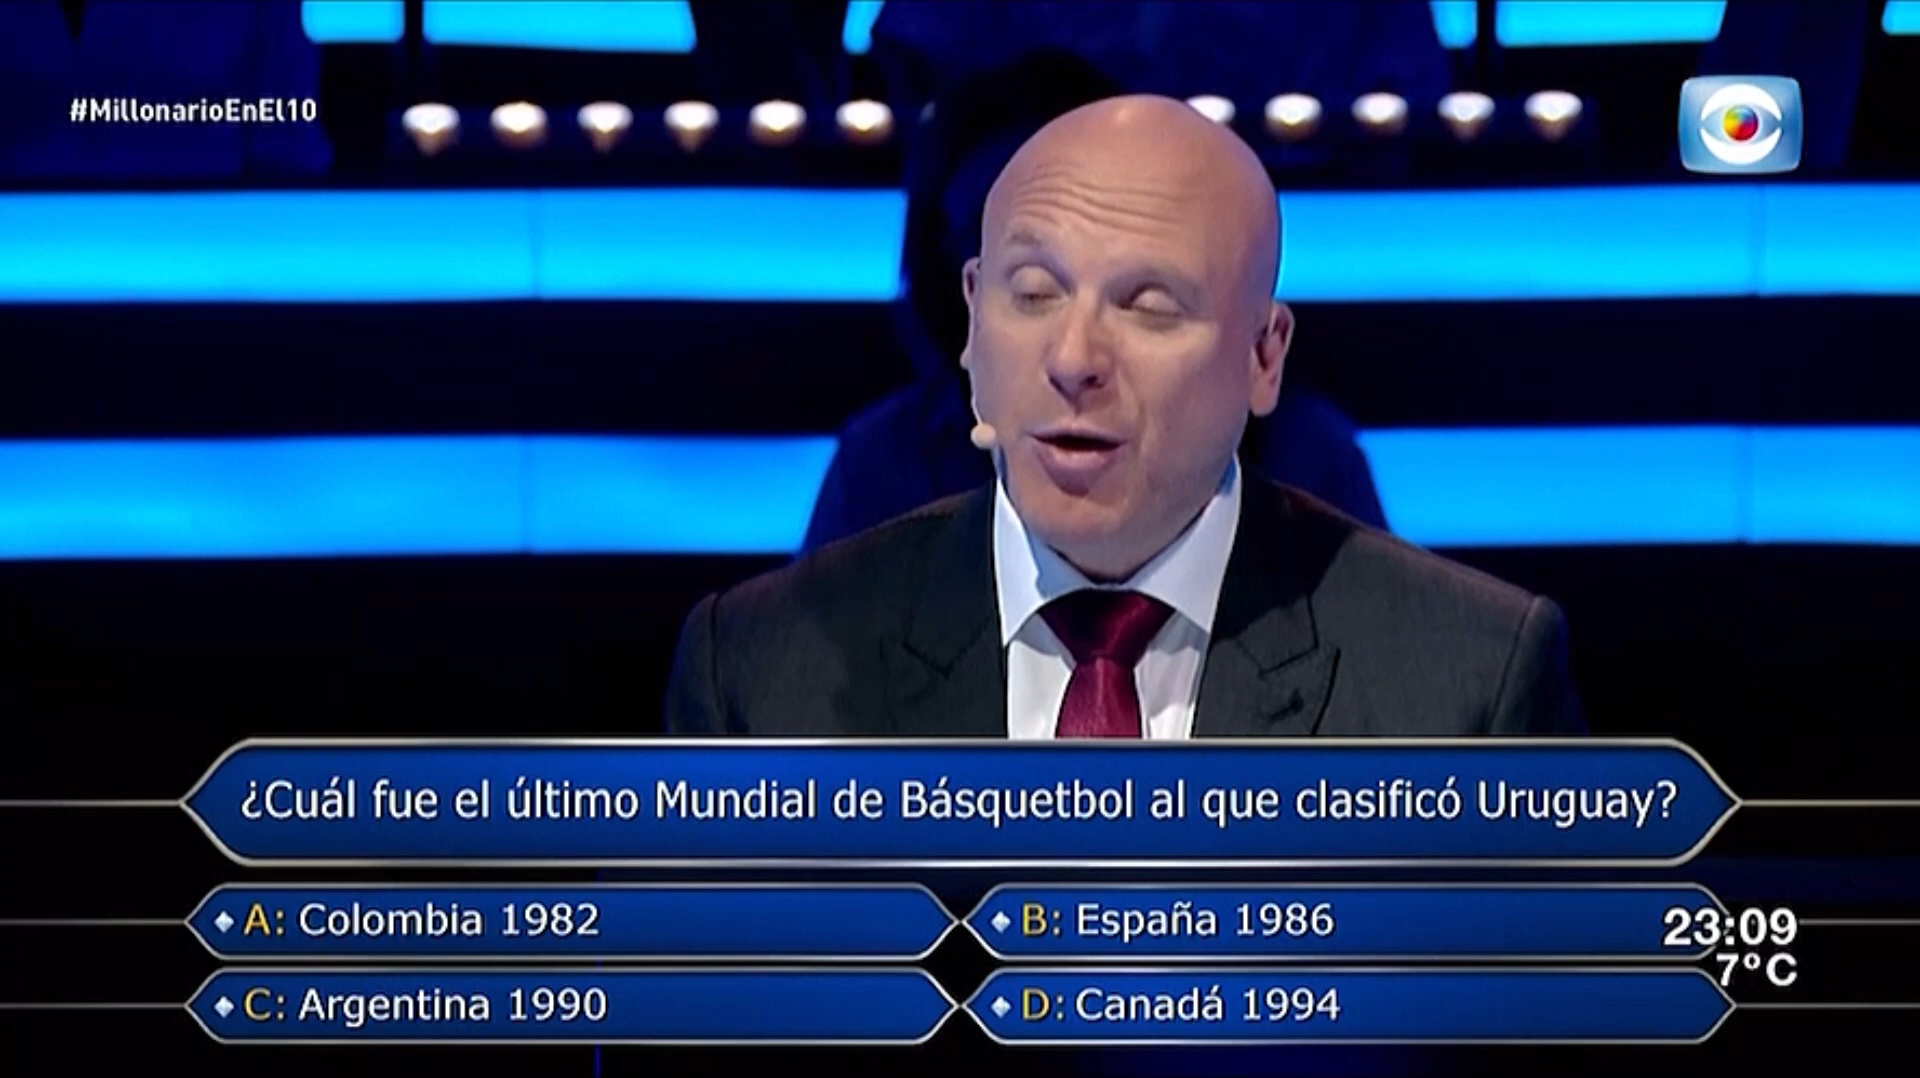 #MillonarioEnEl10
¿Cuál fue el último Mundial de Básquetbol al que clasificó Uruguay?
A: Colombia 1982
B: España 1986
23:09
7°C
C: Argentina 1990
D: Canadá 1994